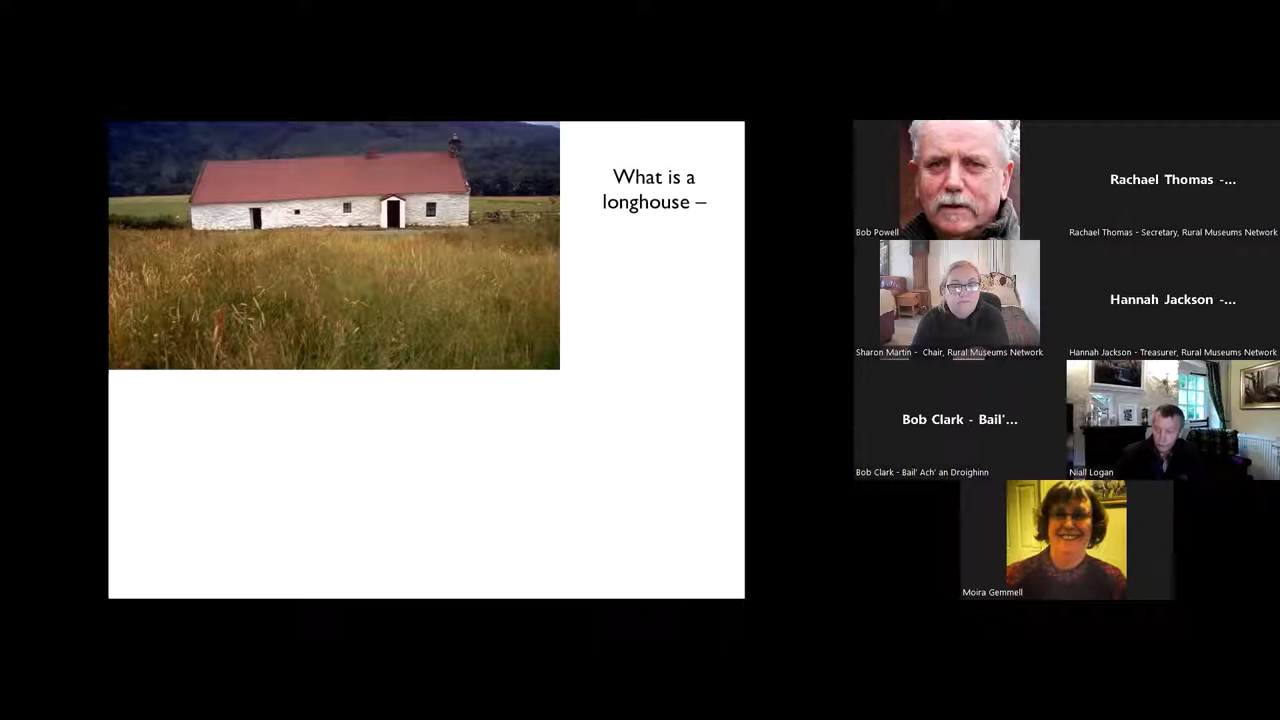 What is a
longhouse –
Bob Powell
Rachael Thomas -...
Rachael Thomas - Secretary, Rural Museums Network
Sharon Martin - Chair, Rural Museums Network
Hannah Jackson -...
Hannah Jackson - Treasurer, Rural Museums Network
Bob Clark - Bail'...
Bob Clark - Bail' Ach' an Droighinn
Niall Logan
Moira Gemmell